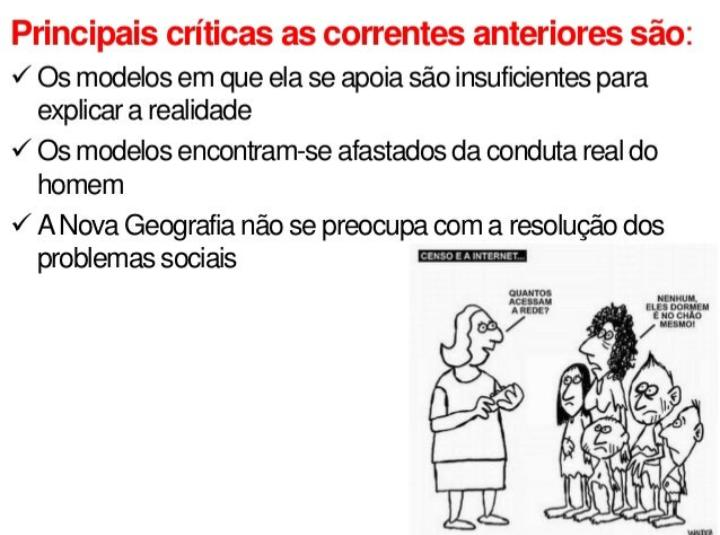 Principais críticas as correntes anteriores são:
✓ Os modelos em que ela se apoia são insuficientes para
explicar a realidade
✓ Os modelos encontram-se afastados da conduta real do
homem
✓ A Nova Geografia não se preocupa com a resolução dos
problemas sociais
CENSO E A INTERNET...
QUANTOS
ACESSAM
A REDE?
NENHUM,
ELES DORMEM
É NO CHÃO
MESMO!